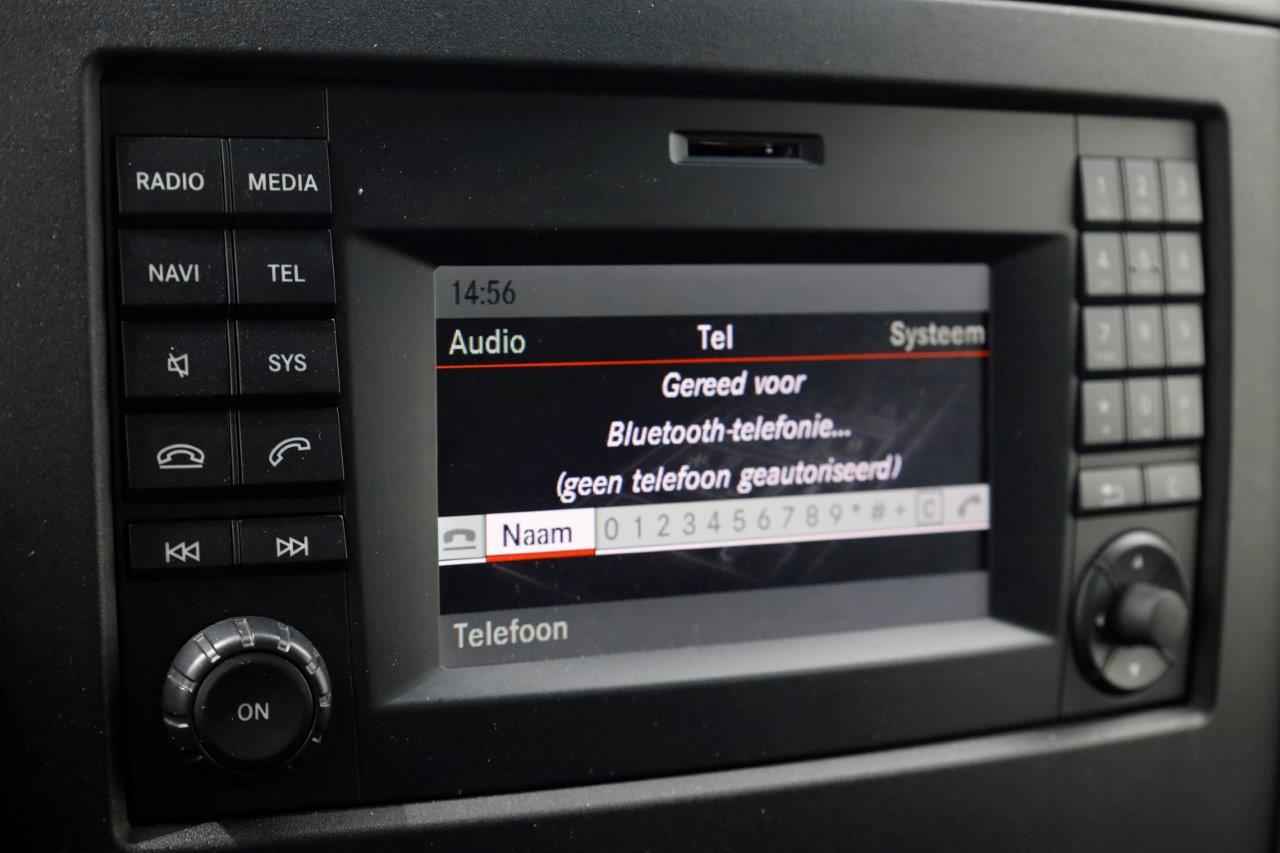 RADIO MEDIA
NAVI TEL
SYS
ON
14:56
Audio Tel Systeem
Gereed voor
Bluetooth-telefonie...
(geen telefoon geautoriseerd)
Naam 0 1 2 3 4 5 6 7 8 9 * # + C
Telefoon
1 2 3
4 5 6
7 8 9